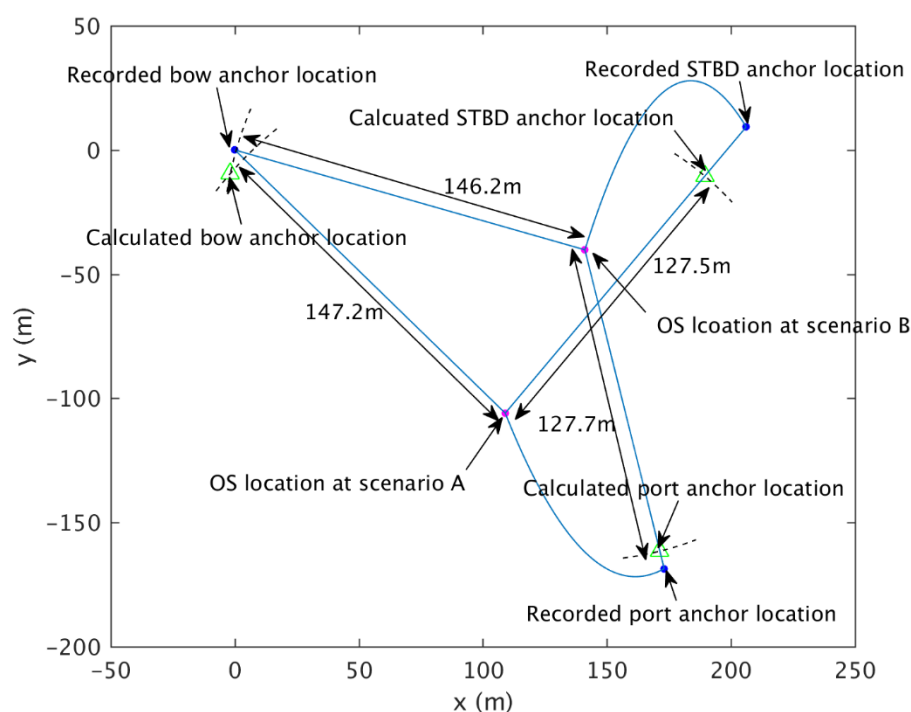 50
Recorded bow anchor location
Recorded STBD anchor location
Calcuated STBD anchor location
0
146.2m
Calculated bow anchor location
-50
127.5m
147.2m
OS lcoation at scenario B
y (m)
-100
127.7m
OS location at scenario A
Calculated port anchor location
-150
Recorded port anchor location
-200
-50 0 50 100 150 200 250
x (m)